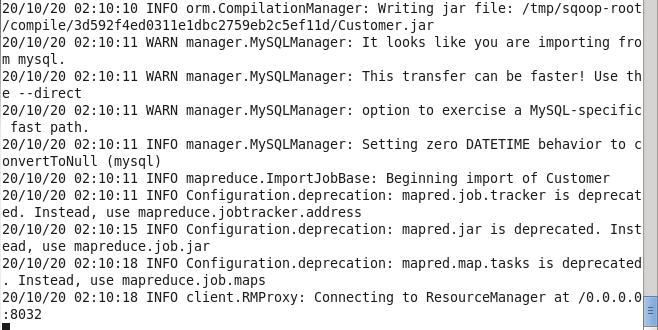 20/10/20 02:10:10 INFO orm.CompilationManager: Writing jar file: /tmp/sqoop-root
/compile/3d592f4ed0311e1dbc2759eb2c5ef11d/Customer.jar
20/10/20 02:10:11 WARN manager.MySQLManager: It looks like you are importing fro
m mysql.
20/10/20 02:10:11 WARN manager.MySQLManager: This transfer can be faster! Use th
e --direct
20/10/20 02:10:11 WARN manager.MySQLManager: option to exercise a MySQL-specific
 fast path.
20/10/20 02:10:11 INFO manager.MySQLManager: Setting zero DATETIME behavior to c
onvertToNull (mysql)
20/10/20 02:10:11 INFO mapreduce.ImportJobBase: Beginning import of Customer
20/10/20 02:10:11 INFO Configuration.deprecation: mapred.job.tracker is deprecat
ed. Instead, use mapreduce.jobtracker.address
20/10/20 02:10:15 INFO Configuration.deprecation: mapred.jar is deprecated. Inst
ead, use mapreduce.job.jar
20/10/20 02:10:18 INFO Configuration.deprecation: mapred.map.tasks is deprecated
. Instead, use mapreduce.job.maps
20/10/20 02:10:18 INFO client.RMProxy: Connecting to ResourceManager at /0.0.0.0
:8032